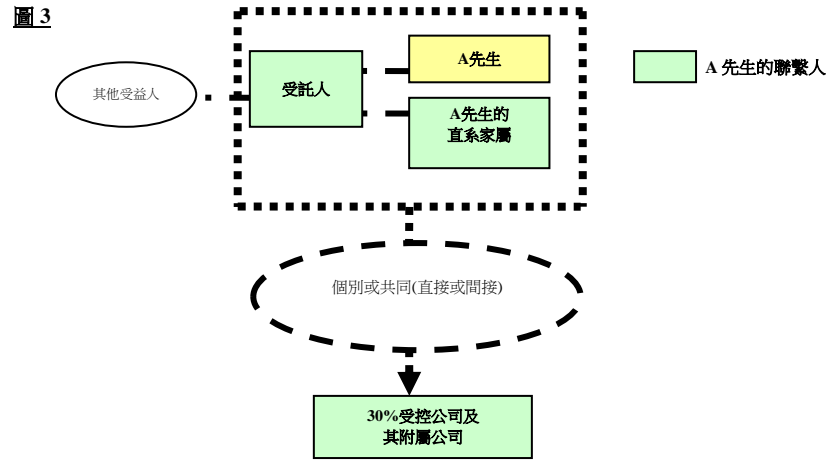 圖 3
A先生
A 先生的聯繫人
受託人
其他受益人
A先生的
直系家屬
個別或共同(直接或間接)
30%受控公司及
其附屬公司